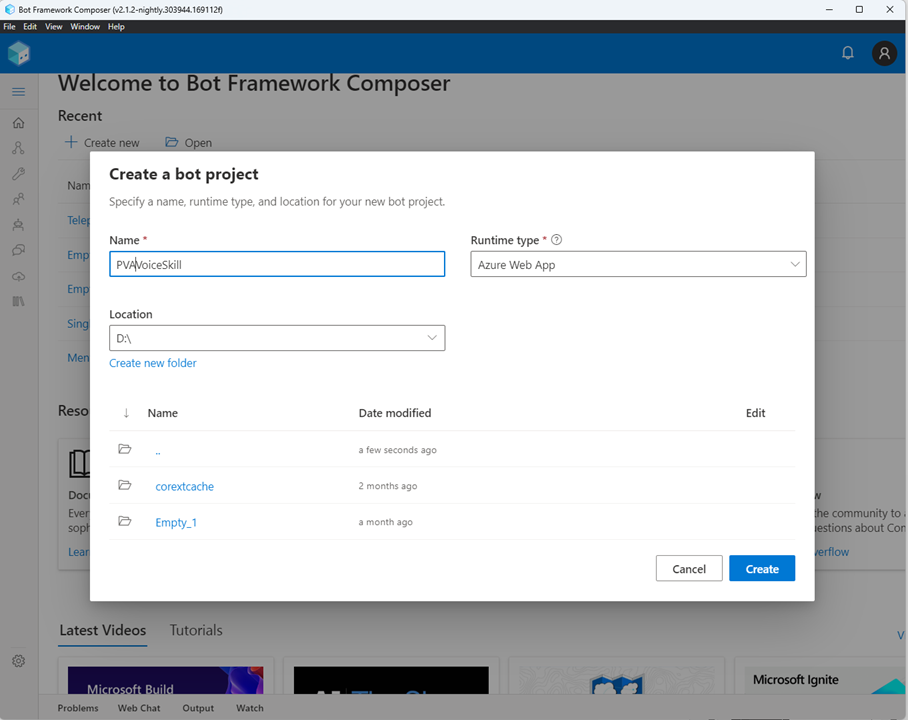 Bot Framework Composer (v2.1.2-nightly.303944.169112f)
File Edit View Window Help
Welcome to Bot Framework Composer
Recent
Create new Open
Nam
Telep
Emp
Emp
Sing
Men
Create a bot project
Specify a name, runtime type, and location for your new bot project.
Name * Runtime type *
PVAVoiceSkill Azure Web App
Location
D:\
Create new folder
↓ Name Date modified Edit
.. a few seconds ago
corextcache 2 months ago
Empty_1 a month ago
Cancel Create
Reso
Docu
Ever
soph
Lear
w
the community to a
uestions about Con
erflow
Latest Videos Tutorials V
Microsoft Build
Microsoft Ignite
Problems Web Chat Output Watch